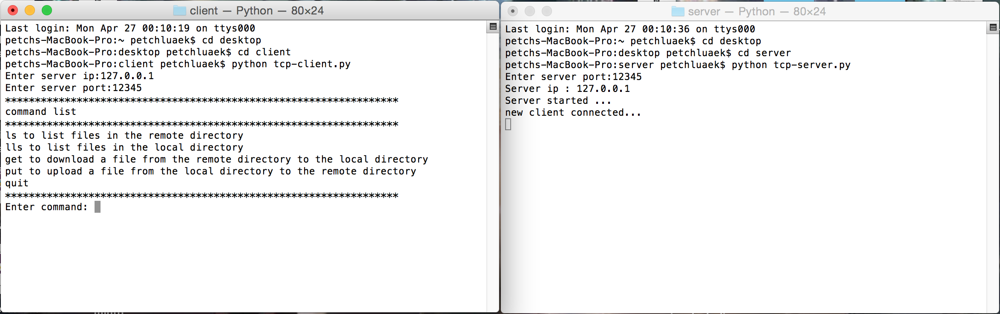 client — Python — 80×24
Last login: Mon Apr 27 00:10:19 on ttys000
petchs-MacBook-Pro:~ petchluaek$ cd desktop
petchs-MacBook-Pro:desktop petchluaek$ cd client
petchs-MacBook-Pro:client petchluaek$ python tcp-client.py
Enter server ip:127.0.0.1
Enter server port:12345
******************************************************************
command list
******************************************************************
ls to list files in the remote directory
lls to list files in the local directory
get to download a file from the remote directory to the local directory
put to upload a file from the local directory to the remote directory
quit
******************************************************************
Enter command:
server — Python — 80×24
Last login: Mon Apr 27 00:10:36 on ttys000
petchs-MacBook-Pro:~ petchluaek$ cd desktop
petchs-MacBook-Pro:desktop petchluaek$ cd server
petchs-MacBook-Pro:server petchluaek$ python tcp-server.py
Enter server port:12345
Server ip : 127.0.0.1
Server started ...
new client connected...